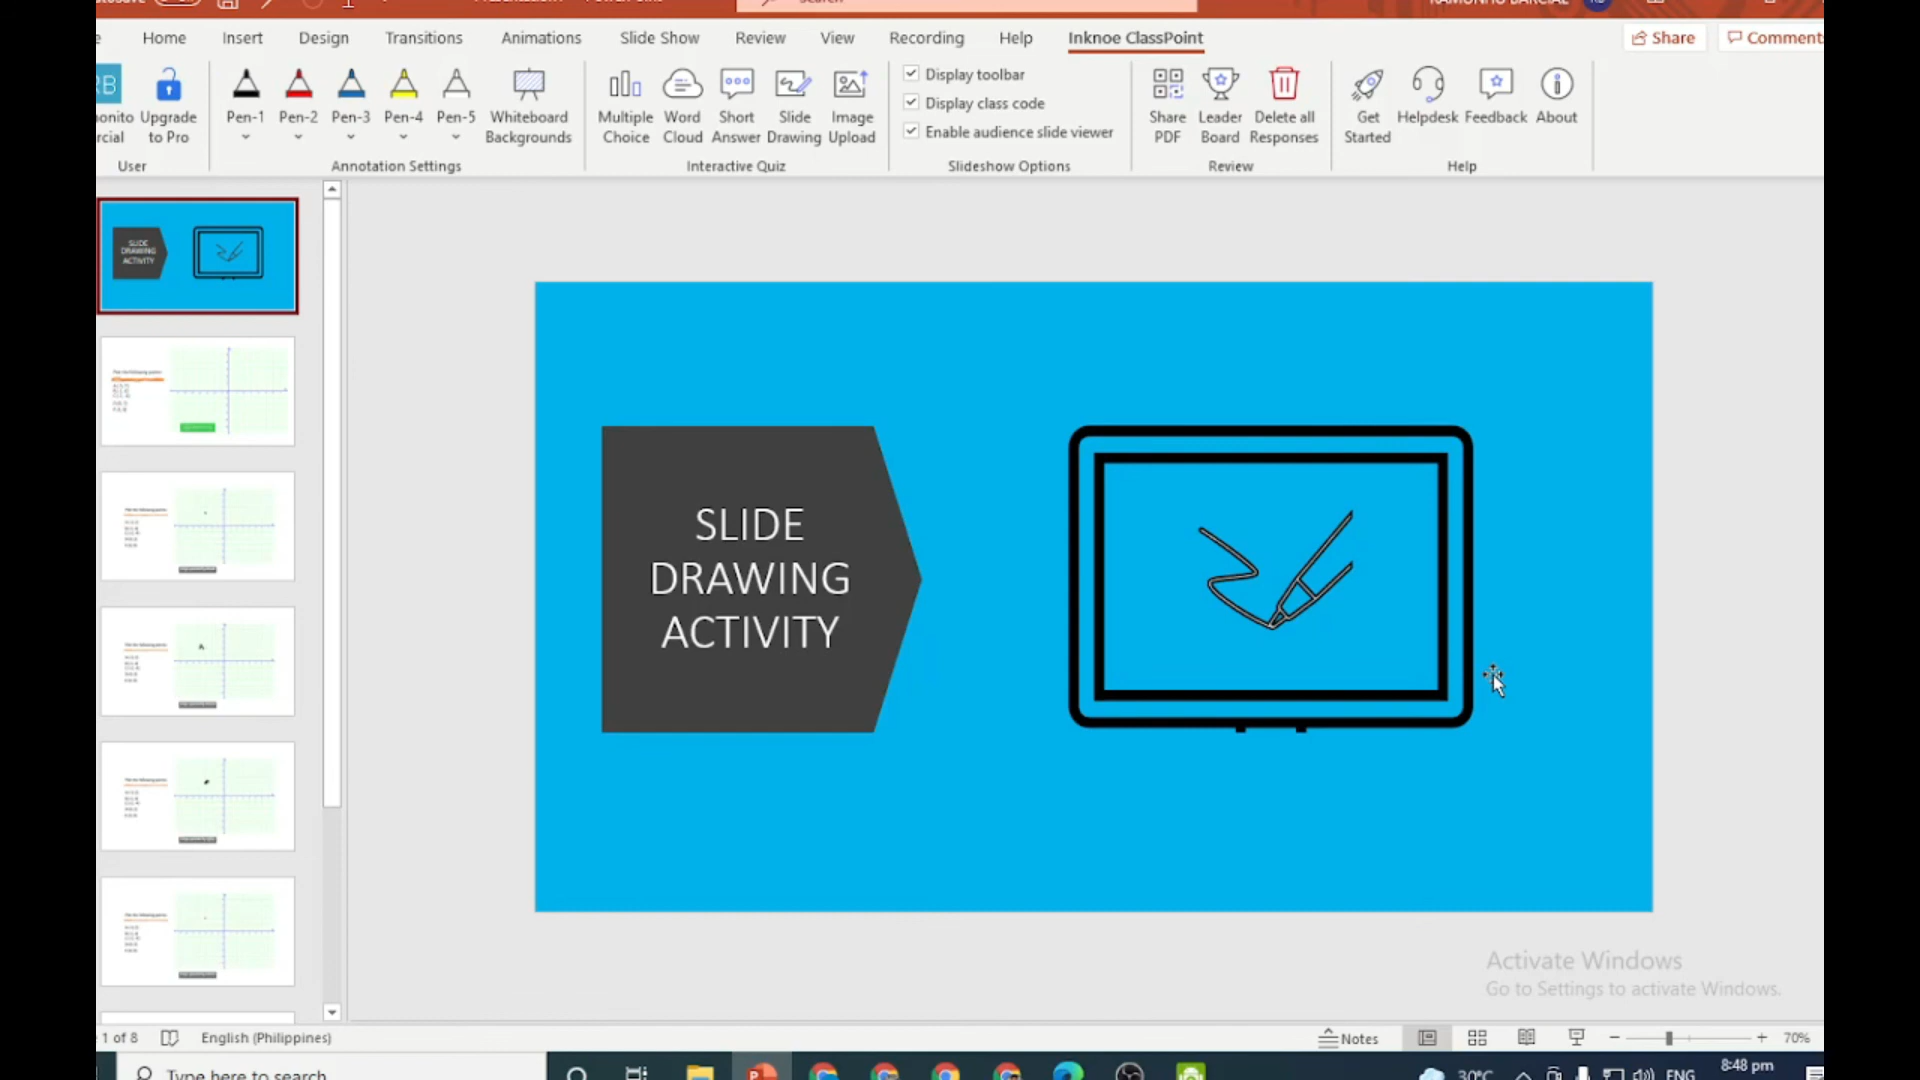 Home Insert Design Transitions Animations Slide Show Review View Recording Help Inknoe ClassPoint Share Comment
Upgrade to Pro
User
Pen-1 Pen-2 Pen-3 Pen-4 Pen-5
Whiteboard Backgrounds
Annotation Settings
Multiple Choice
Word Cloud
Short Answer
Slide Drawing
Image Upload
Interactive Quiz
Display toolbar
Display class code
Enable audience slide viewer
Slideshow Options
Share PDF
Leader Board
Delete all Responses
Review
Get Started
Helpdesk
Feedback
About
Help
SLIDE
DRAWING
ACTIVITY
SLIDE
DRAWING
ACTIVITY
Activate Windows
Go to Settings to activate Windows.
1 of 8 English (Philippines) Notes 70%
Type here to search 30°C ENG 8:48 pm